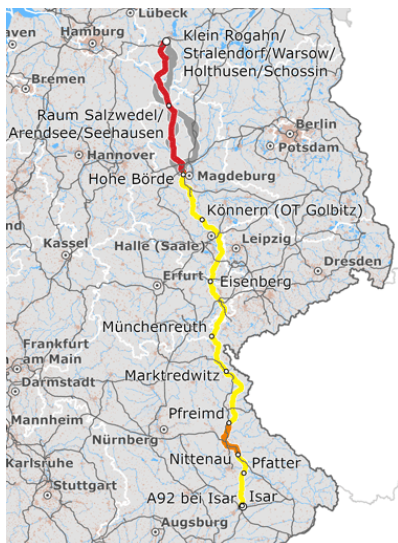 Lübeck
Hamburg
Klein Rogahn/
Stralendorf/Warsow/
Holthusen/Schossin
aven
Bremen
Raum Salzwedel/
Arendsee/Seehausen
Berlin
Potsdam
Hannover
Hohe Börde
Magdeburg
Könnern (OT Golbitz)
nd
Kassel
Halle (Saale)
Leipzig
Dresden
Erfurt
Eisenberg
Münchenreuth
Frankfurt
am Main
Marktredwitz
Darmstadt
Pfreimd
Mannheim
Nürnberg
Nittenau
Pfatter
Karlsruhe
Stuttgart
A92 bei Isar
Isar
Augsburg